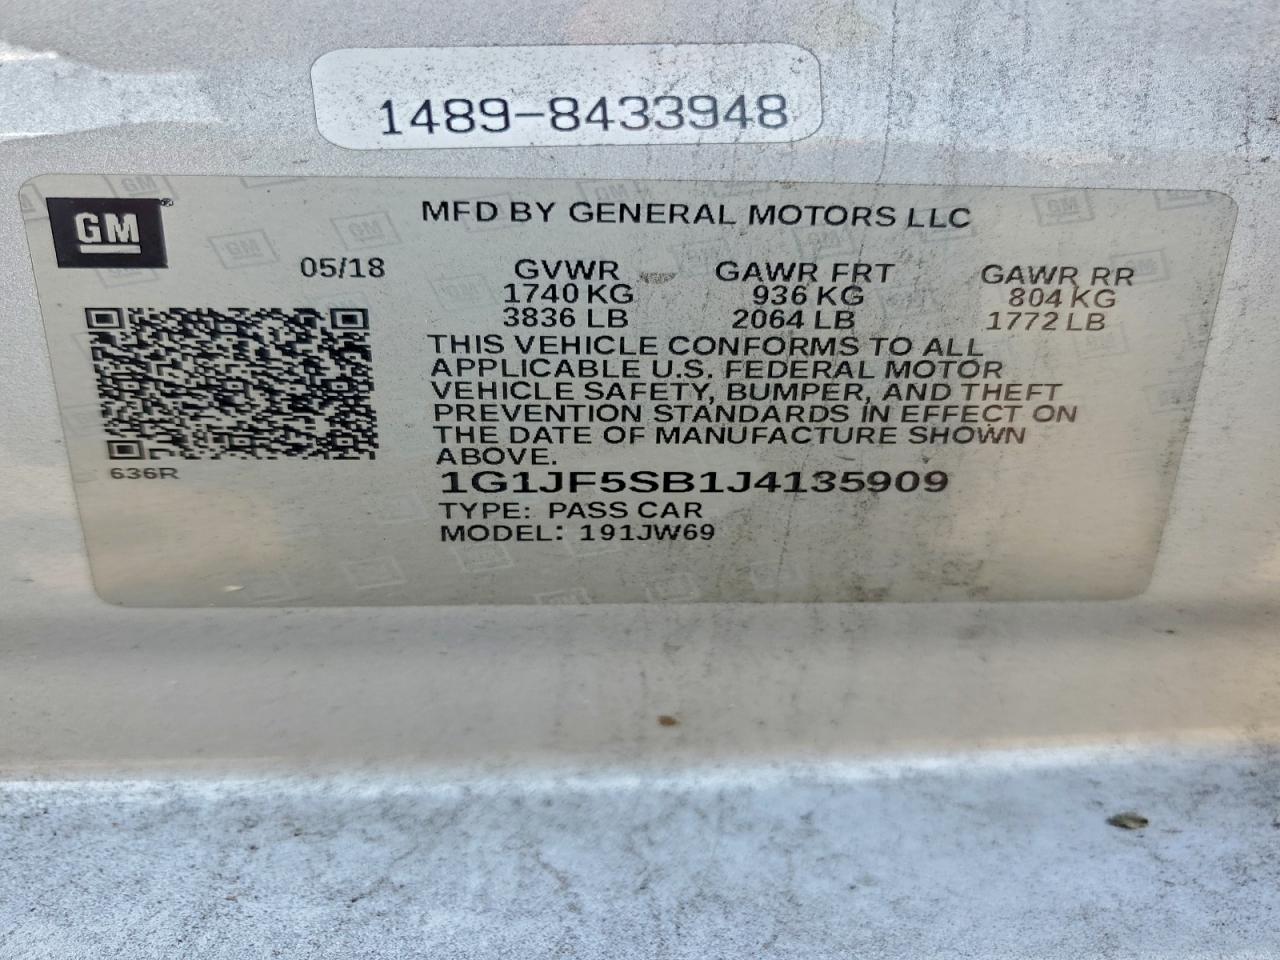 1489-8433948
GM®
MFD BY GENERAL MOTORS LLC
05/18
GVWR GAWR FRT GAWR RR
1740 KG 936 KG 804 KG
3836 LB 2064 LB 1772 LB
THIS VEHICLE CONFORMS TO ALL
APPLICABLE U.S. FEDERAL MOTOR
VEHICLE SAFETY, BUMPER, AND THEFT
PREVENTION STANDARDS IN EFFECT ON
THE DATE OF MANUFACTURE SHOWN
ABOVE.
636R
1G1JF5SB1J4135909
TYPE: PASS CAR
MODEL: 191JW69